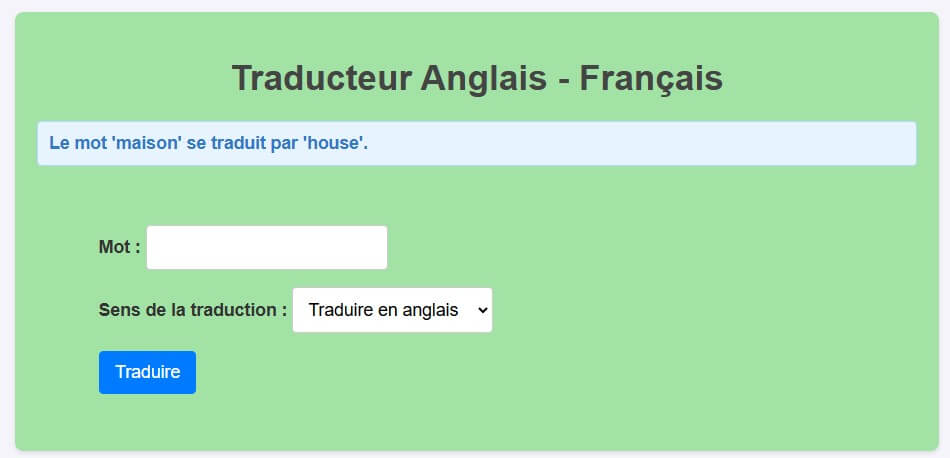 Traducteur Anglais - Français
Le mot 'maison' se traduit par 'house'.
Mot :
Sens de la traduction : Traduire en anglais
Traduire